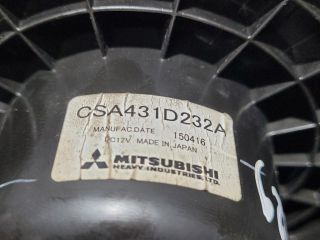 CSA431D232A
MANUFAC.DATE 150416
DC12V MADE IN JAPAN
MITSUBISHI
HEAVY INDUSTRIES, LTD.